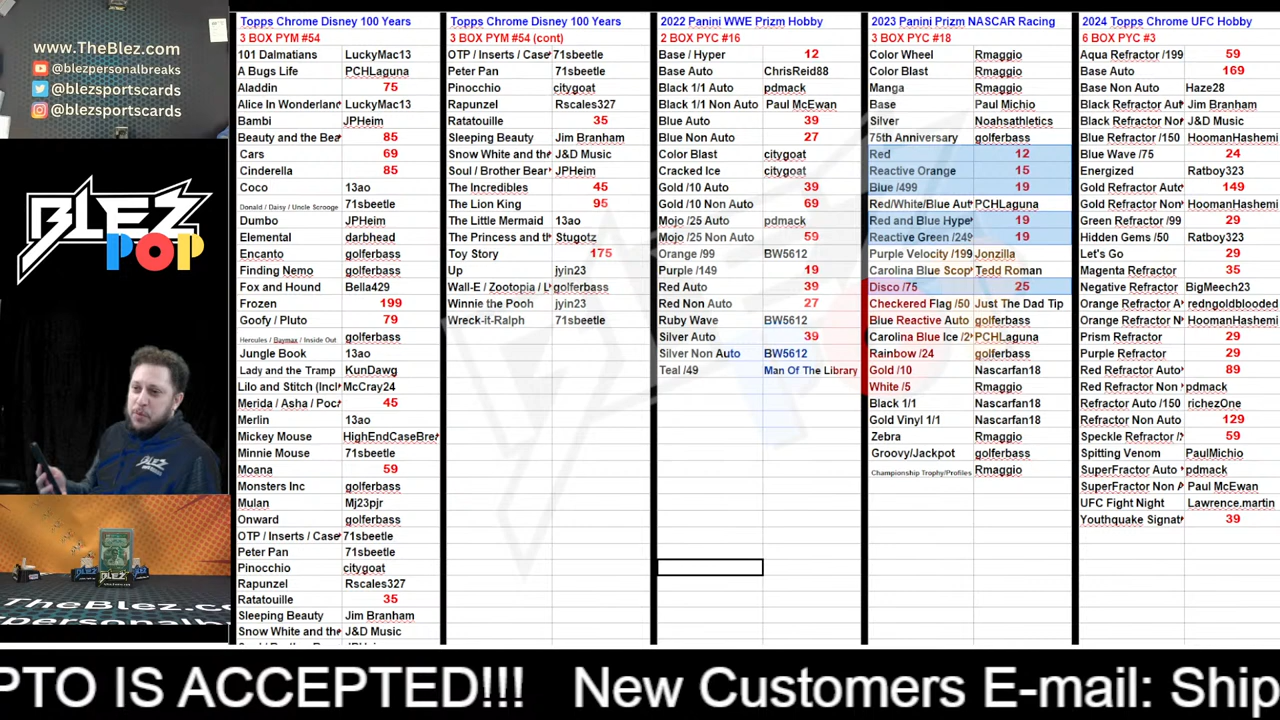 www.TheBlez.com
@blezpersonalbreaks
@blezsportscards
@blezsportscards
BLEZ
POP
BLEZ
TheBlez.c
Topps Chrome Disney 100 Years
3 BOX PYM #54
101 Dalmatians LuckyMac13
A Bugs Life PCHLaguna
Aladdin 75
Alice In Wonderlan LuckyMac13
Bambi JPHeim
Beauty and the Bea 85
Cars 69
Cinderella 85
Coco 13ao
Donald / Daisy / Uncle Scrooge 71sbeetle
Dumbo JPHeim
Elemental darbhead
Encanto golferbass
Finding Nemo golferbass
Fox and Hound Bella429
Frozen 199
Goofy / Pluto 79
Hercules / Baymax / Inside Out golferbass
Jungle Book 13ao
Lady and the Tramp KunDawg
Lilo and Stitch (Incl McCray24
Merida / Asha / Poc 45
Merlin 13ao
Mickey Mouse HighEndCaseBre
Minnie Mouse 71sbeetle
Moana 59
Monsters Inc golferbass
Mulan Mj23pjr
Onward golferbass
OTP / Inserts / Case 71sbeetle
Peter Pan 71sbeetle
Pinocchio citygoat
Rapunzel Rscales327
Ratatouille 35
Sleeping Beauty Jim Branham
Snow White and the J&D Music
Topps Chrome Disney 100 Years
3 BOX PYM #54 (cont)
OTP / Inserts / Case 71sbeetle
Peter Pan 71sbeetle
Pinocchio citygoat
Rapunzel Rscales327
Ratatouille 35
Sleeping Beauty Jim Branham
Snow White and the J&D Music
Soul / Brother Bear JPHeim
The Incredibles 45
The Lion King 95
The Little Mermaid 13ao
The Princess and th Stugotz
Toy Story 175
Up jyin23
Wall-E / Zootopia / L golferbass
Winnie the Pooh jyin23
Wreck-it-Ralph 71sbeetle
2022 Panini WWE Prizm Hobby
2 BOX PYC #16
Base / Hyper 12
Base Auto ChrisReid88
Black 1/1 Auto pdmack
Black 1/1 Non Auto Paul McEwan
Blue Auto 39
Blue Non Auto 27
Color Blast citygoat
Cracked Ice citygoat
Gold /10 Auto 39
Gold /10 Non Auto 69
Mojo /25 Auto pdmack
Mojo /25 Non Auto 59
Orange /99 BW5612
Purple /149 19
Red Auto 39
Red Non Auto 27
Ruby Wave BW5612
Silver Auto 39
Silver Non Auto BW5612
Teal /49 Man Of The Library
2023 Panini Prizm NASCAR Racing
3 BOX PYC #18
Color Wheel Rmaggio
Color Blast Rmaggio
Manga Rmaggio
Base Paul Michio
Silver Noahsathletics
75th Anniversary golferbass
Red 12
Reactive Orange 15
Blue /499 19
Red/White/Blue Aut PCHLaguna
Red and Blue Hype 19
Reactive Green /249 19
Purple Velocity /199 Jonzilla
Carolina Blue Scop Tedd Roman
Disco /75 25
Checkered Flag /50 Just The Dad Tip
Blue Reactive Auto golferbass
Carolina Blue Ice /2 PCHLaguna
Rainbow /24 golferbass
Gold /10 Nascarfan18
White /5 Rmaggio
Black 1/1 Nascarfan18
Gold Vinyl 1/1 Nascarfan18
Zebra Rmaggio
Groovy/Jackpot golferbass
Championship Trophy/Profiles Rmaggio
2024 Topps Chrome UFC Hobby
6 BOX PYC #3
Aqua Refractor /199 59
Base Auto 169
Base Non Auto Haze28
Black Refractor Aut Jim Branham
Black Refractor Non J&D Music
Blue Refractor /150 HoomanHashemi
Blue Wave /75 24
Energized Ratboy323
Gold Refractor Auto 149
Gold Refractor Non HoomanHashemi
Green Refractor /99 29
Hidden Gems /50 Ratboy323
Let's Go 29
Magenta Refractor 35
Negative Refractor BigMeech23
Orange Refractor A redngoldblooded
Orange Refractor N HoomanHashemi
Prism Refractor 29
Purple Refractor 29
Red Refractor Auto 89
Red Refractor Non pdmack
Refractor Auto /150 richezOne
Refractor Non Auto 129
Speckle Refractor /2 59
Spitting Venom PaulMichio
SuperFractor Auto pdmack
SuperFractor Non A Paul McEwan
UFC Fight Night Lawrence.martin
Youthquake Signat 39
PTO IS ACCEPTED!!! New Customers E-mail: Ship